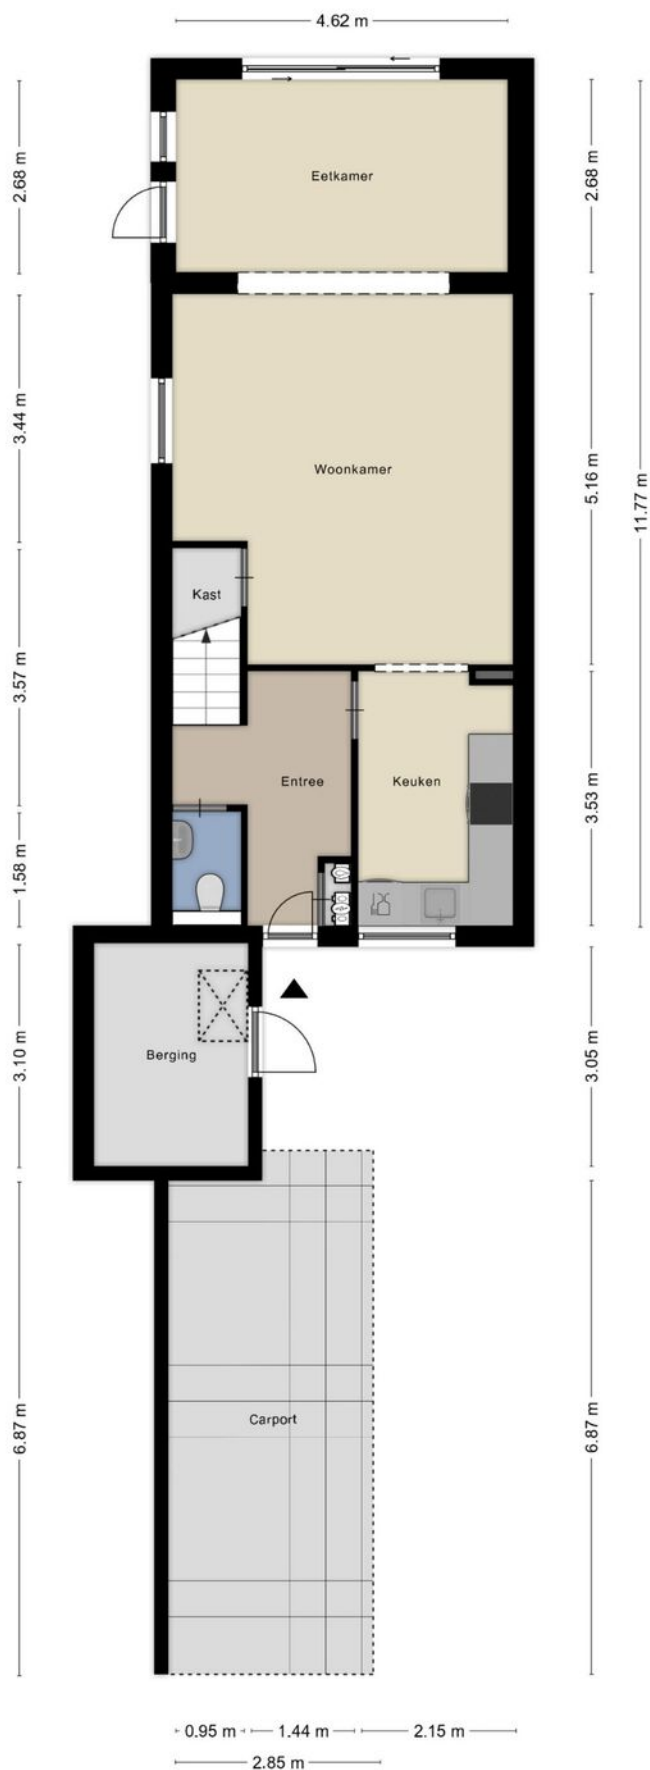 4.62 m
2.68 m
2.68 m
Eetkamer
3.44 m
Woonkamer
5.16 m
11.77 m
Kast
3.57 m
Entree
Keuken
3.53 m
1.58 m
Berging
3.10 m
3.05 m
Carport
6.87 m
6.87 m
0.95 m
1.44 m
2.15 m
2.85 m